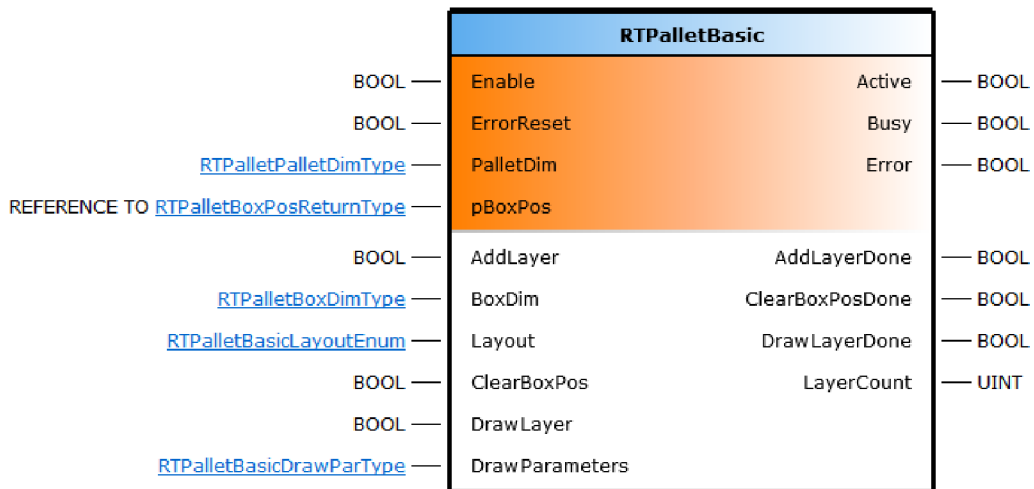 RTPalletBasic
BOOL Enable Active BOOL
BOOL ErrorReset Busy BOOL
RTPalletPalletDimType PalletDim Error BOOL
REFERENCE TO RTPalletBoxPosReturnType pBoxPos
BOOL AddLayer AddLayerDone BOOL
RTPalletBoxDimType BoxDim ClearBoxPosDone BOOL
RTPalletBasicLayoutEnum Layout DrawLayerDone BOOL
BOOL ClearBoxPos LayerCount UINT
BOOL DrawLayer
RTPalletBasicDrawParType DrawParameters